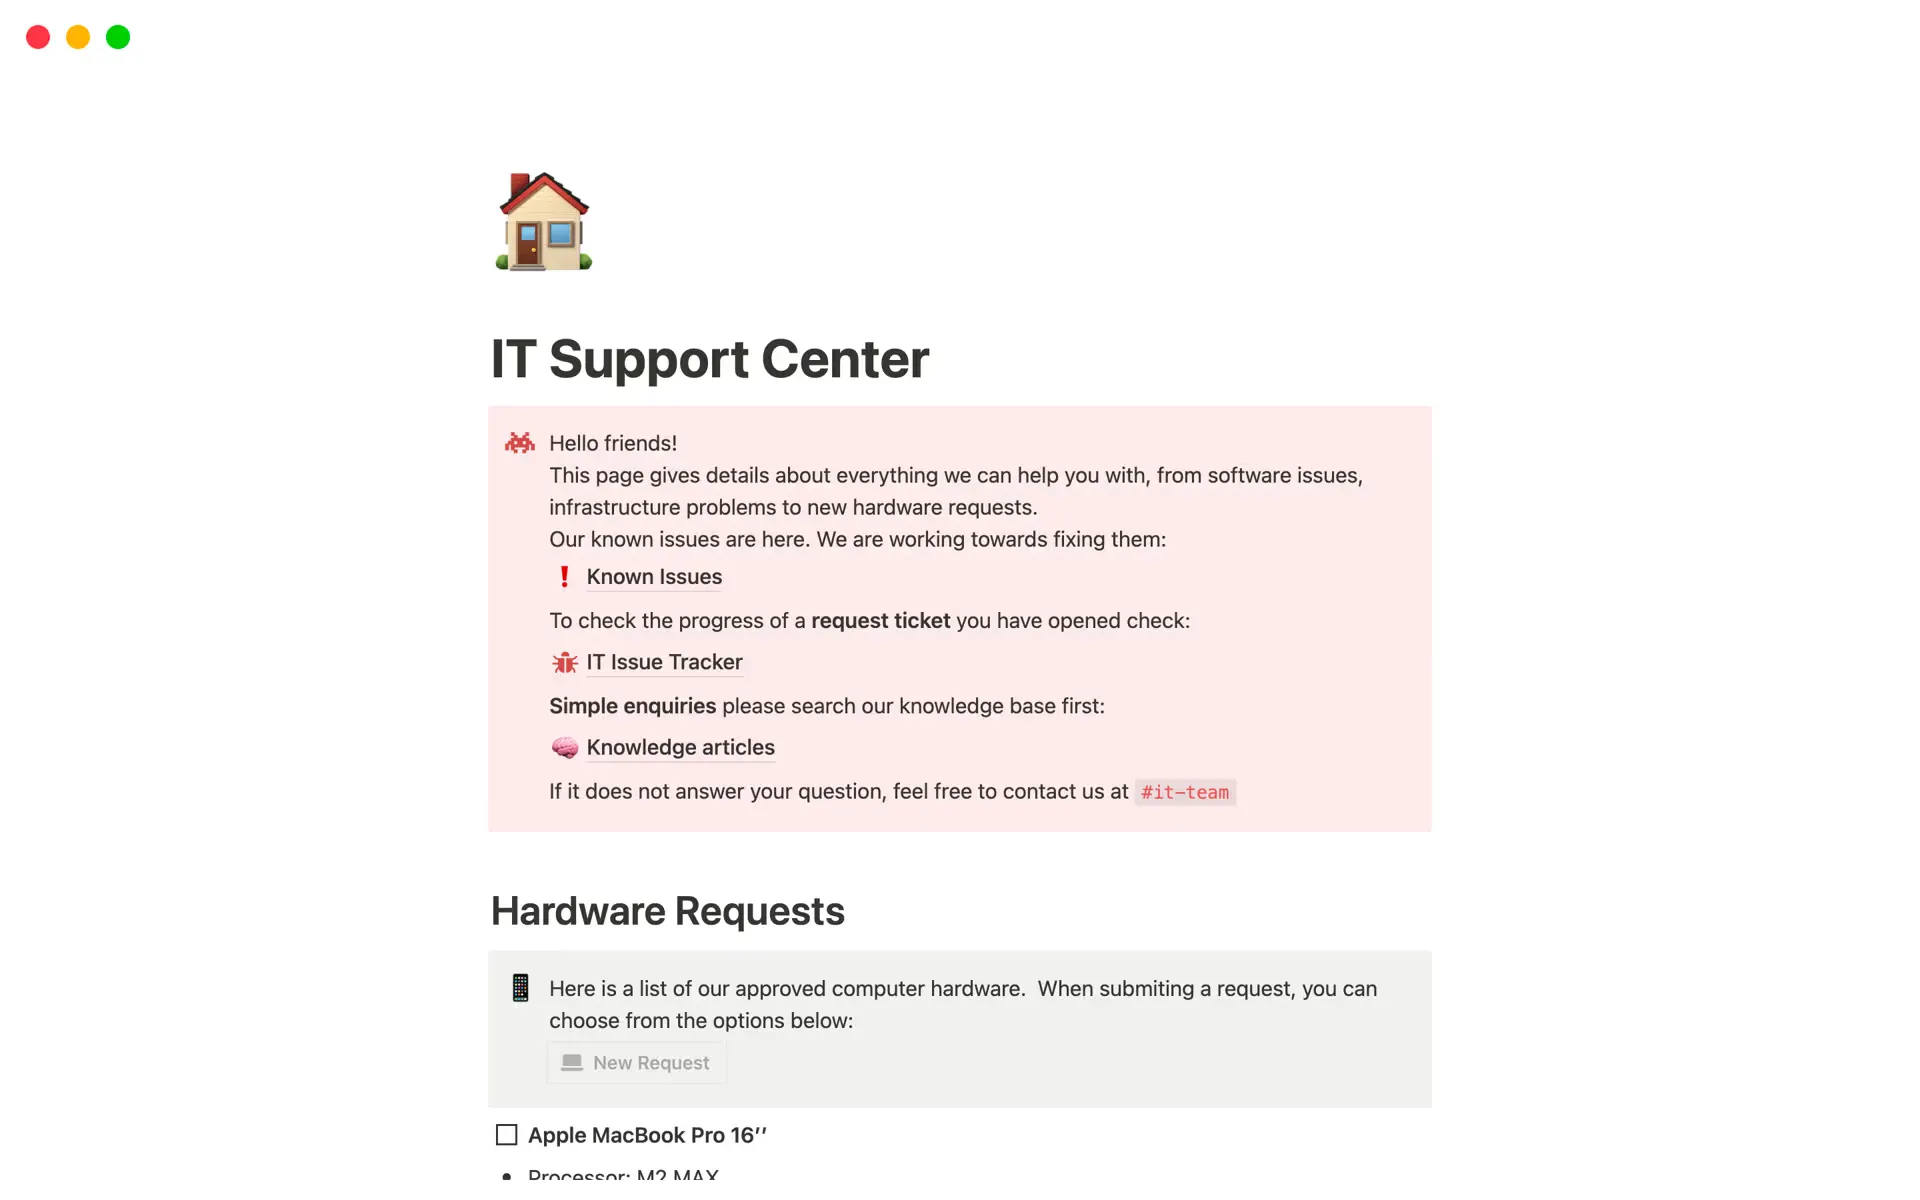 IT Support Center
Hello friends!
This page gives details about everything we can help you with, from software issues,
infrastructure problems to new hardware requests.
Our known issues are here. We are working towards fixing them:
Known Issues
To check the progress of a request ticket you have opened check:
IT Issue Tracker
Simple enquiries please search our knowledge base first:
Knowledge articles
If it does not answer your question, feel free to contact us at #it-team
Hardware Requests
Here is a list of our approved computer hardware.  When submiting a request, you can
choose from the options below:
New Request
Apple MacBook Pro 16′′
Processor: M2 MAX